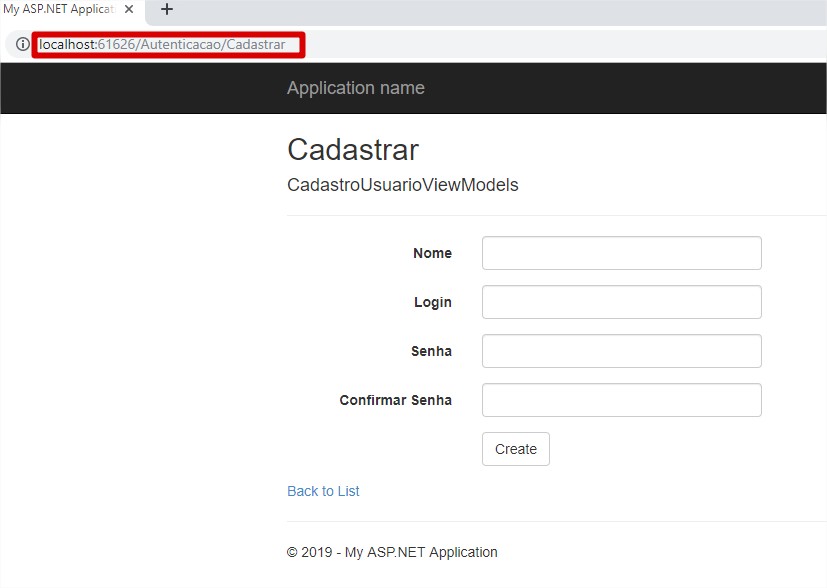 My ASP.NET Applicat
localhost:61626/Autenticacao/Cadastrar
Application name
Cadastrar
CadastroUsuarioViewModels
Nome
Login
Senha
Confirmar Senha
Create
Back to List
© 2019 - My ASP.NET Application